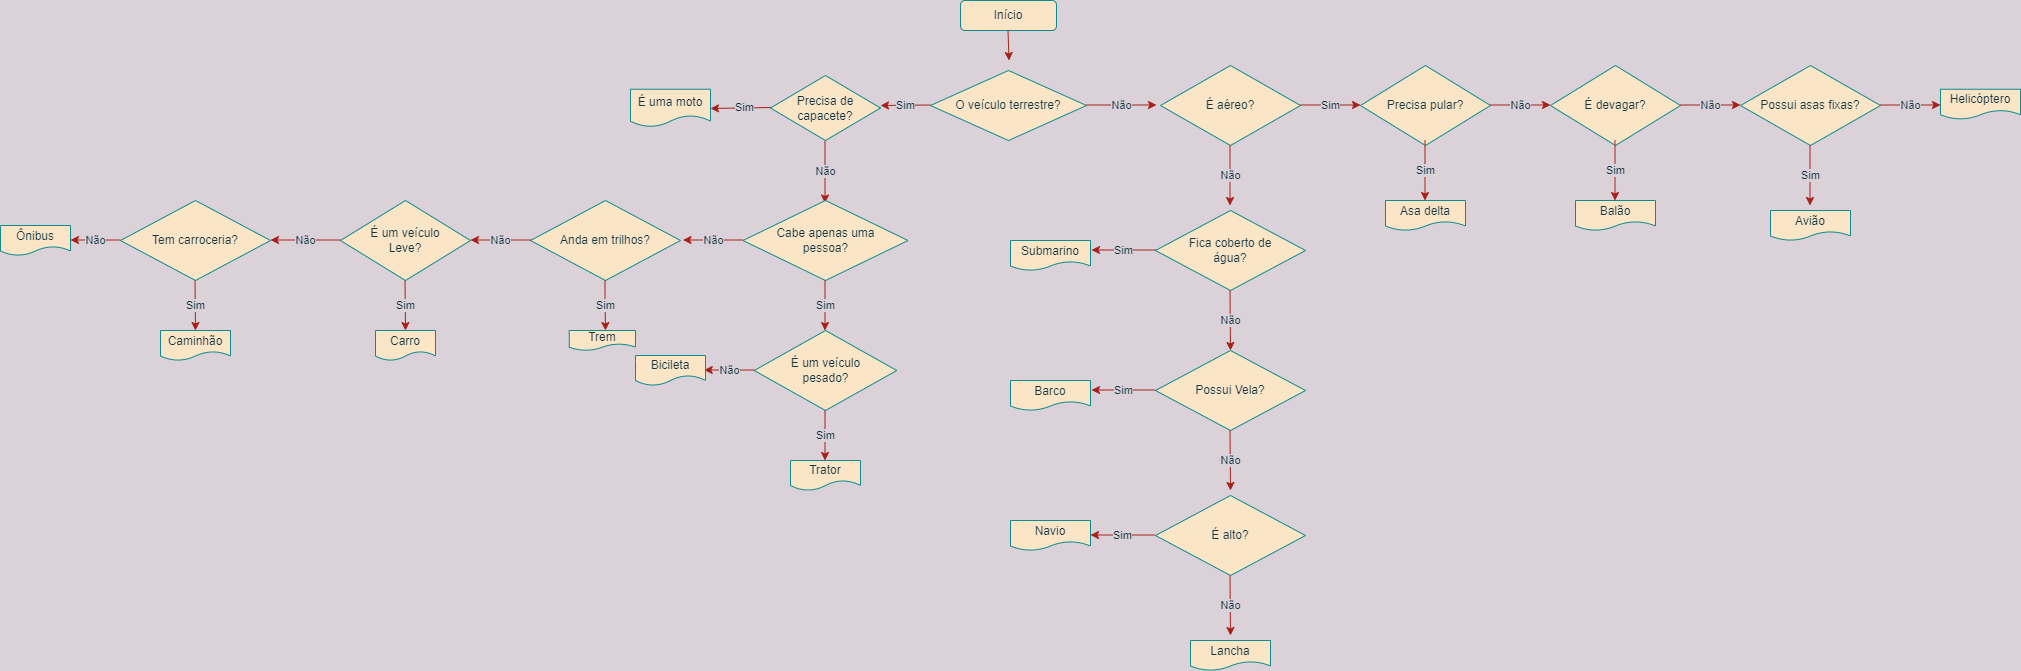 Início
É uma moto
Sim
Precisa de
capacete?
Sim
O veículo terrestre?
Não
É aéreo?
Sim
Precisa pular?
Não
É devagar?
Não
Possui asas fixas?
Não
Helicóptero
Não
Não
Sim
Sim
Sim
Ônibus
Não
Tem carroceria?
Não
É um veículo
Leve?
Não
Anda em trilhos?
Não
Cabe apenas uma
pessoa?
Asa delta
Balão
Avião
Submarino
Sim
Fica coberto de
água?
Sim
Sim
Sim
Sim
Não
Caminhão
Carro
Trem
Bicileta
Não
É um veículo
pesado?
Barco
Sim
Possui Vela?
Sim
Não
Trator
Navio
Sim
É alto?
Não
Lancha